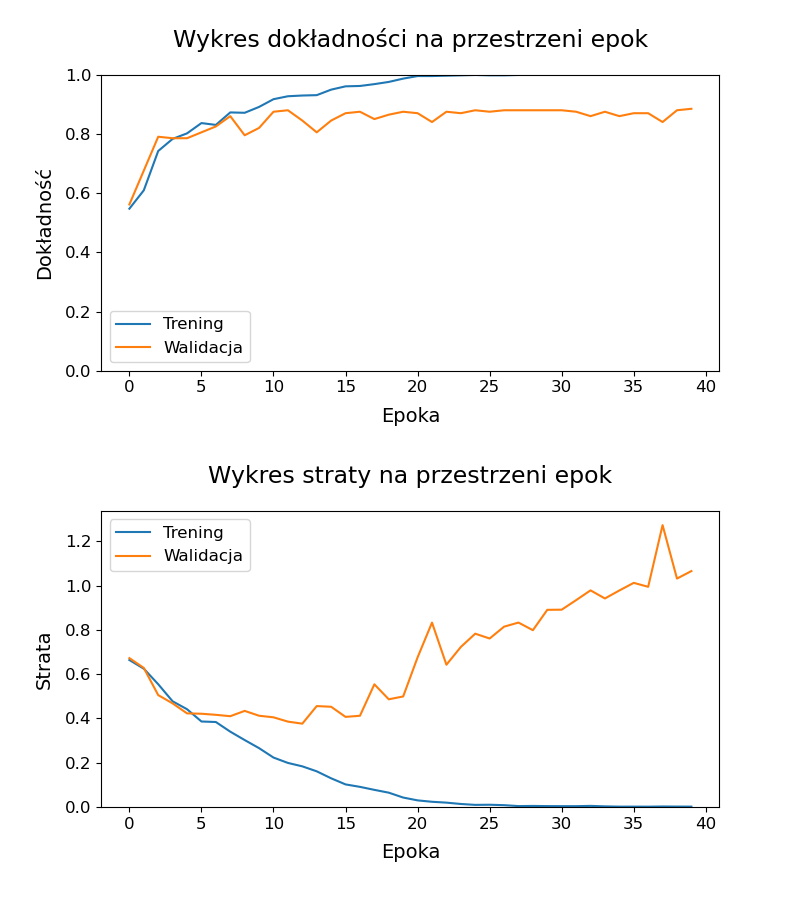 Wykres dokładności na przestrzeni epok
1.0
0.8
0.6
0.4
0.2
0.0
Dokładność
Trening
Walidacja
0 5 10 15 20 25 30 35 40
Epoka
Wykres straty na przestrzeni epok
1.2
1.0
0.8
0.6
0.4
0.2
0.0
Strata
Trening
Walidacja
0 5 10 15 20 25 30 35 40
Epoka